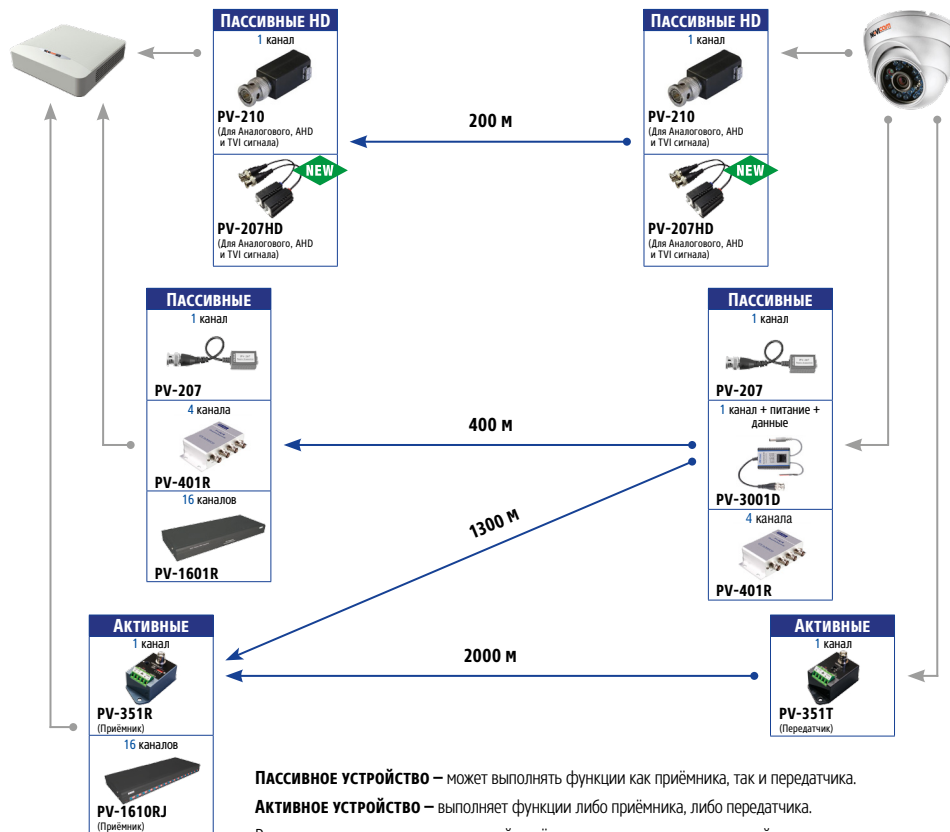 ПАССИВНЫЕ HD
1 канал
PV-210
(Для Аналогового, AHD
и TVI сигнала)
NEW
PV-207HD
(Для Аналогового, AHD
и TVI сигнала)
200 м
ПАССИВНЫЕ HD
1 канал
PV-210
(Для Аналогового, AHD
и TVI сигнала)
NEW
PV-207HD
(Для Аналогового, AHD
и TVI сигнала)
ПАССИВНЫЕ
1 канал
PV-207
4 канала
PV-401R
16 каналов
PV-1601R
400 м
1300 м
ПАССИВНЫЕ
1 канал
PV-207
1 канал + питание +
данные
PV-3001D
4 канала
PV-401R
АКТИВНЫЕ
1 канал
PV-351R
(Приёмник)
16 каналов
PV-1610RJ
(Приёмник)
2000 м
АКТИВНЫЕ
1 канал
PV-351T
(Передатчик)
ПАССИВНОЕ УСТРОЙСТВО – может выполнять функции как приёмника, так и передатчика.
АКТИВНОЕ УСТРОЙСТВО – выполняет функции либо приёмника, либо передатчика.